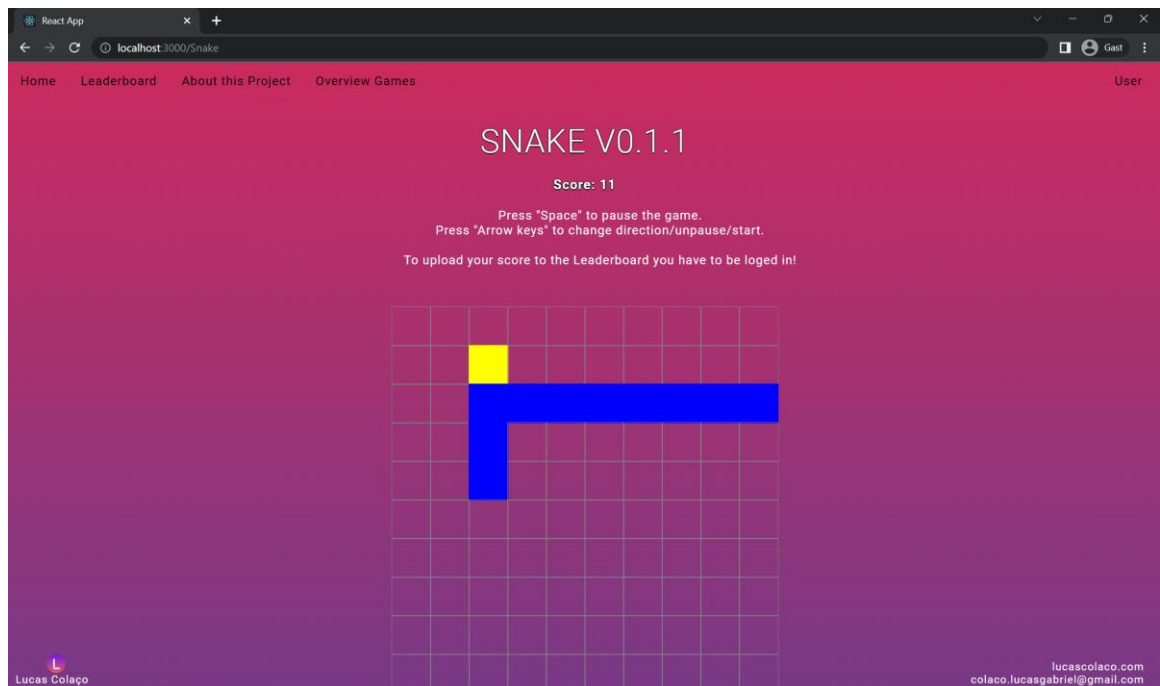 React App
localhost:3000/Snake
Gast
Home Leaderboard About this Project Overview Games User
SNAKE V0.1.1
Score: 11
Press "Space" to pause the game.
Press "Arrow keys" to change direction/unpause/start.
To upload your score to the Leaderboard you have to be loged in!
L
Lucas Colaço
lucascolaco.com
colaco.lucasgabriel@gmail.com